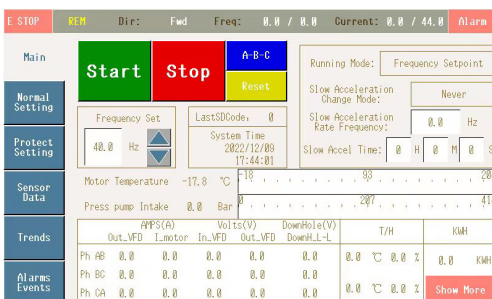 E STOP REM Dir: Fwd Freq: 0.0 / 0.0 Current: 0.0 / 44.0 Alarm
Main
Normal Setting
Protect Setting
Sensor Data
Trends
Alarms Events
Start
Stop
A-B-C
Reset
Running Mode: Frequency Setpoint
Slow Acceleration Change Mode: Never
Slow Acceleration Rate Frequency: 0.0 Hz
Slow Accel Time: 0 H 0 M 0 S
Frequency Set
40.0 Hz
LastSDCode: 0
System Time
2022/12/09
17:44:01
Motor Temperature -17.8 ℃ -18 93
Press pump Intake 0.0 Bar 0 207
AMPS(A) Volts(V) DownHole(V) T/H KWH
Out_VFD I_motor In_VFD Out_VFD DownH_L-L
Ph AB 0.0 0.0 0.0 0.0 0.0 0.0 ℃ 0.0 % 0.0 KWH
Ph BC 0.0 0.0 0.0 0.0 0.0
Ph CA 0.0 0.0 0.0 0.0 0.0 0.0 ℃ 0.0 % Show More